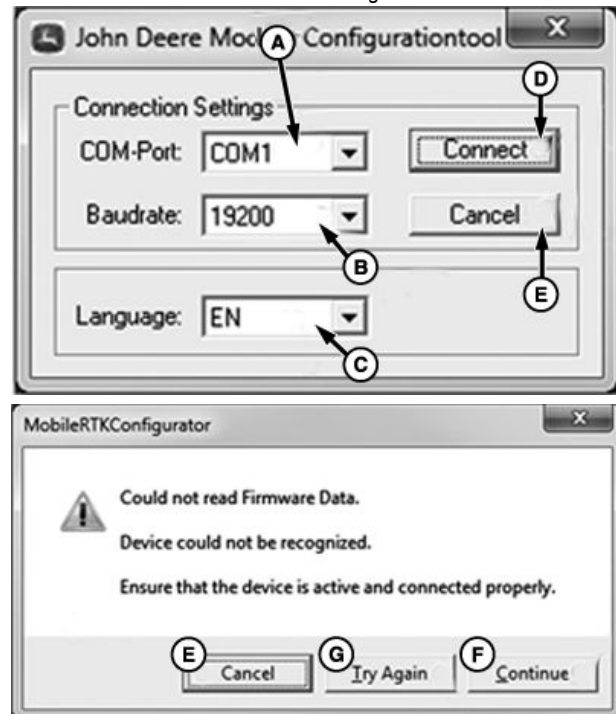 John Deere Configurationtool
A
D
Connection Settings
COM-Port: COM1 Connect
Baudrate: 19200 Cancel
B
E
Language: EN
C
MobileRTKConfigurator
Could not read Firmware Data.
Device could not be recognized.
Ensure that the device is active and connected properly.
E G F
Cancel Try Again Continue